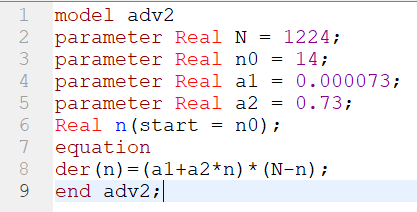 1 model adv2
2 parameter Real N = 1224;
3 parameter Real n0 = 14;
4 parameter Real a1 = 0.000073;
5 parameter Real a2 = 0.73;
6 Real n(start = n0);
7 equation
8 der(n)=(a1+a2*n)*(N-n);
9 end adv2;